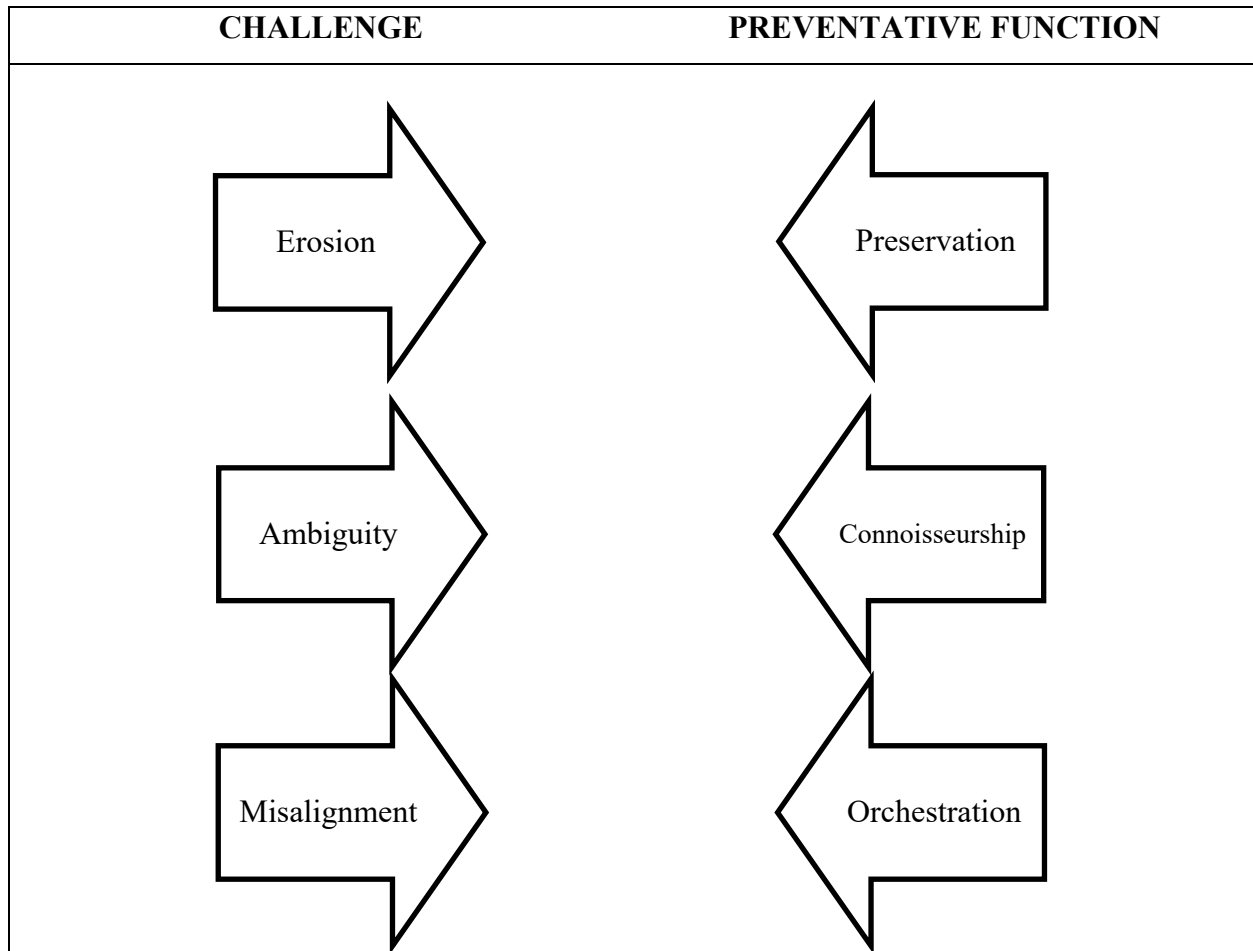 CHALLENGE PREVENTATIVE FUNCTION
Erosion Preservation
Ambiguity Connoisseurship
Misalignment Orchestration